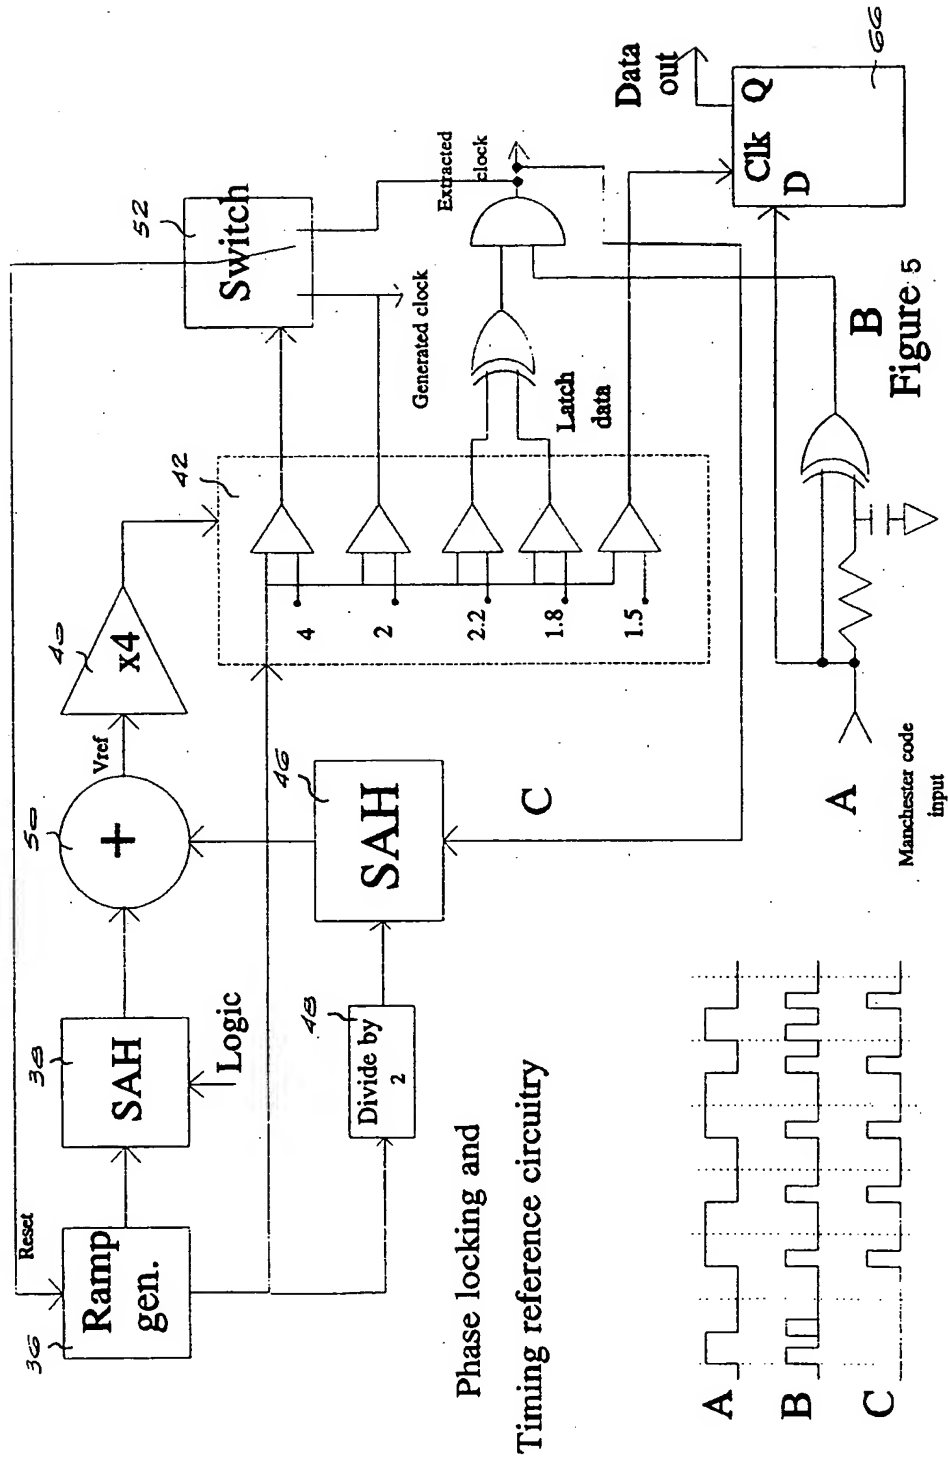 36
Ramp
gen.
Reset
38
SAH
Logic
50
+
Vref
40
x4
48
Divide by
2
46
SAH
C
42
4
2
2.2
1.8
1.5
52
Switch
Generated clock
Extracted
clock
Latch
data
Data
out
Clk
Q
D
66
A
Manchester code
input
B
Figure 5
Phase locking and
Timing reference circuitry
A
B
C